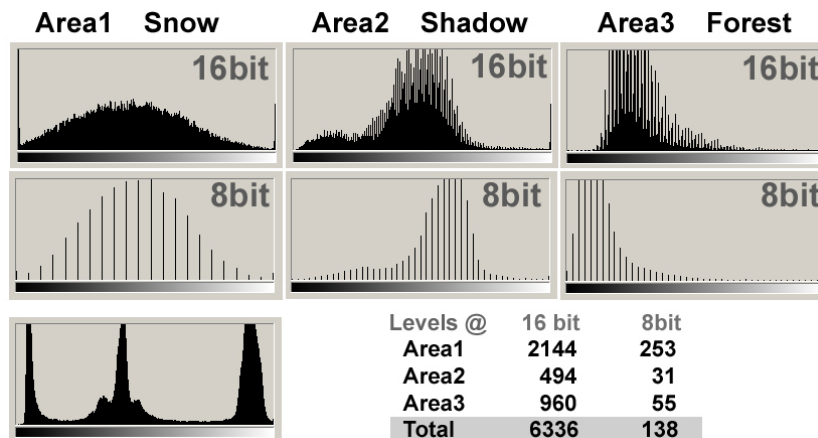 Area1 Snow
Area2 Shadow
Area3 Forest
16bit
16bit
16bit
8bit
8bit
8bit
Levels @ 16 bit 8bit
Area1 2144 253
Area2 494 31
Area3 960 55
Total 6336 138